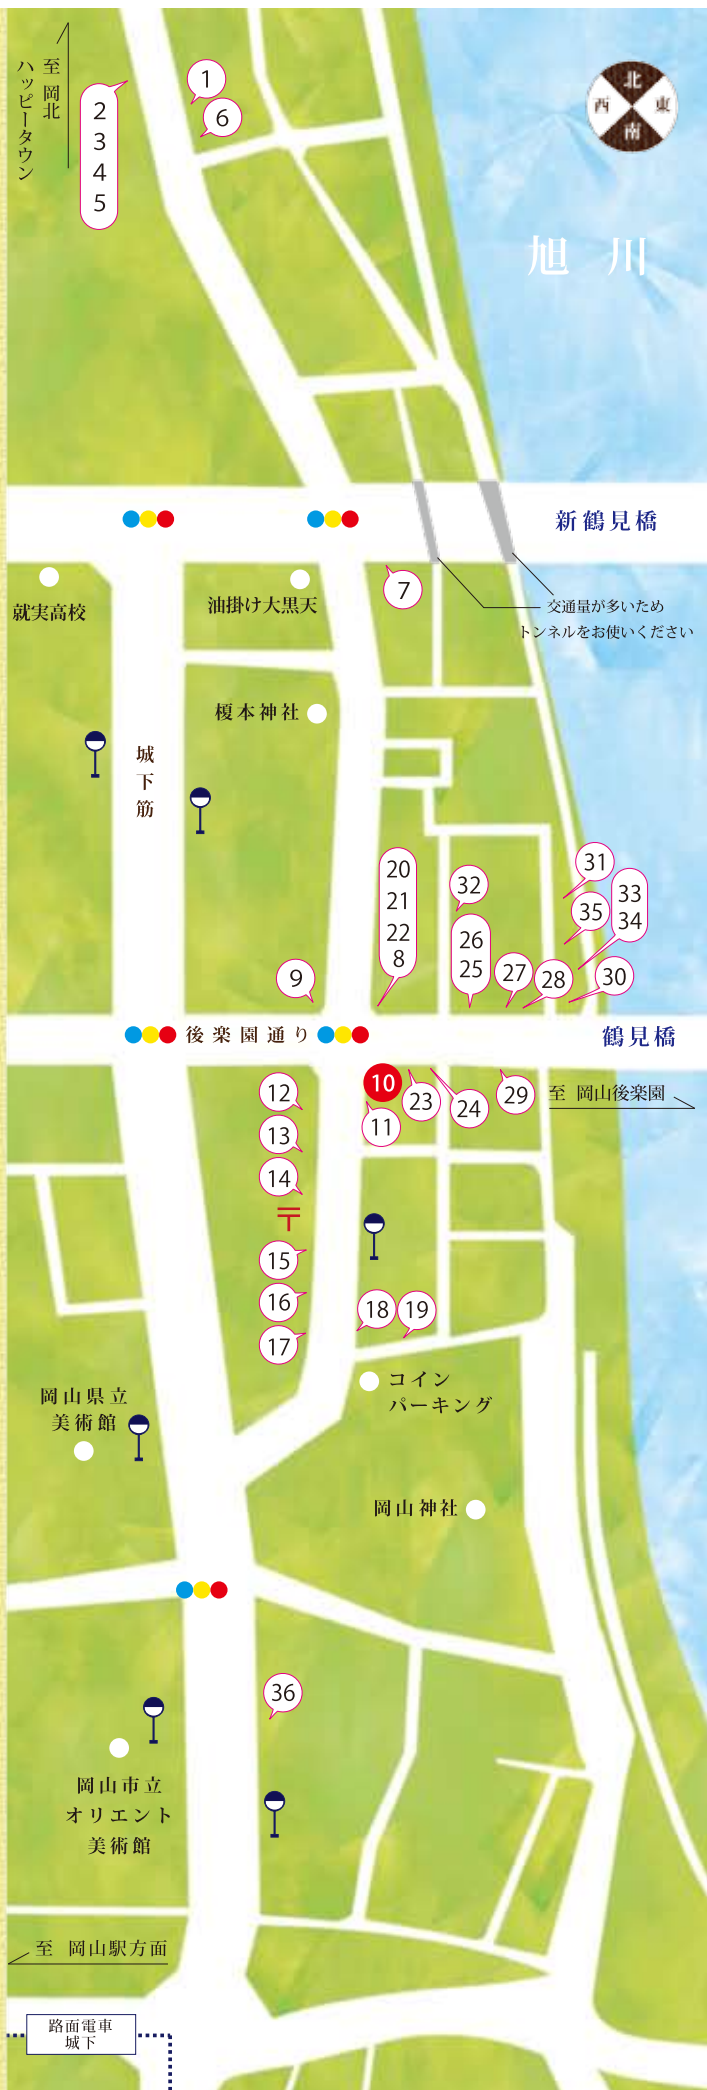 至 岡北
ハッピータウン
1
6
2
3
4
5
北
西
東
南
旭川
新鶴見橋
就実高校
油掛け大黒天
7
交通量が多いため
トンネルをお使いください
榎本神社
城下筋
31
20
21
22
8
32
33
34
35
26
25
9
27
28
30
後楽園通り
鶴見橋
10
12
23
24
29
至 岡山後楽園
11
13
14
〒
15
16
18
19
17
コイン
パーキング
岡山県立
美術館
岡山神社
36
岡山市立
オリエント
美術館
至 岡山駅方面
路面電車
城下